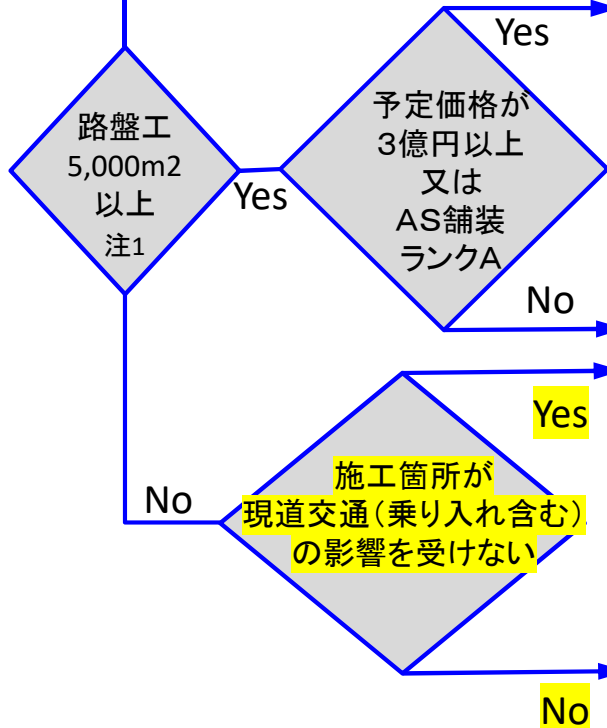 路盤工
5,000m2
以上
注1
Yes
予定価格が
3億円以上
又は
AS舗装
ランクA
Yes
No
No
施工箇所が
現道交通(乗り入れ含む)
の影響を受けない
Yes
No